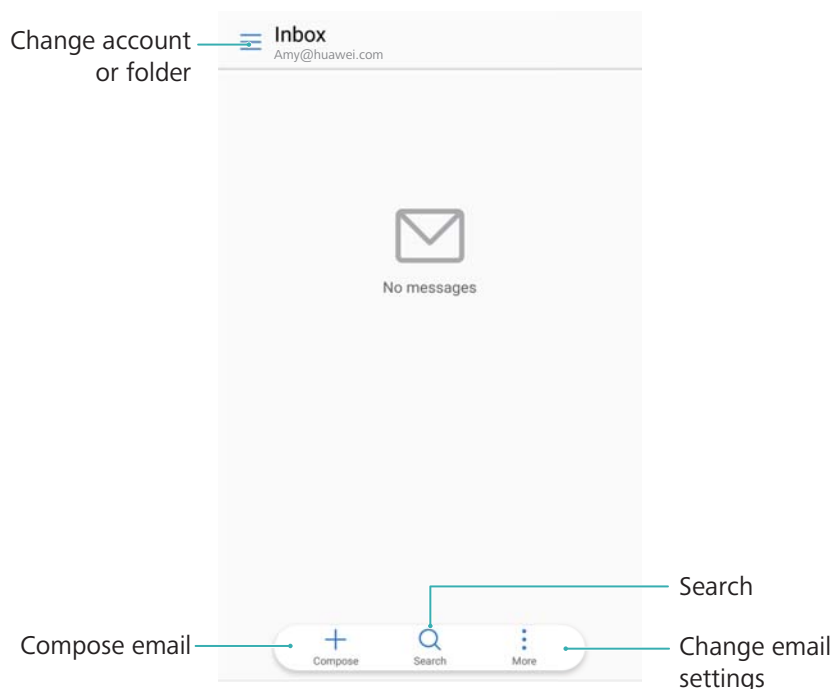 Change account
or folder
Inbox
Amy@huawei.com
No messages
Search
Compose email
Compose
Search
More
Change email
settings